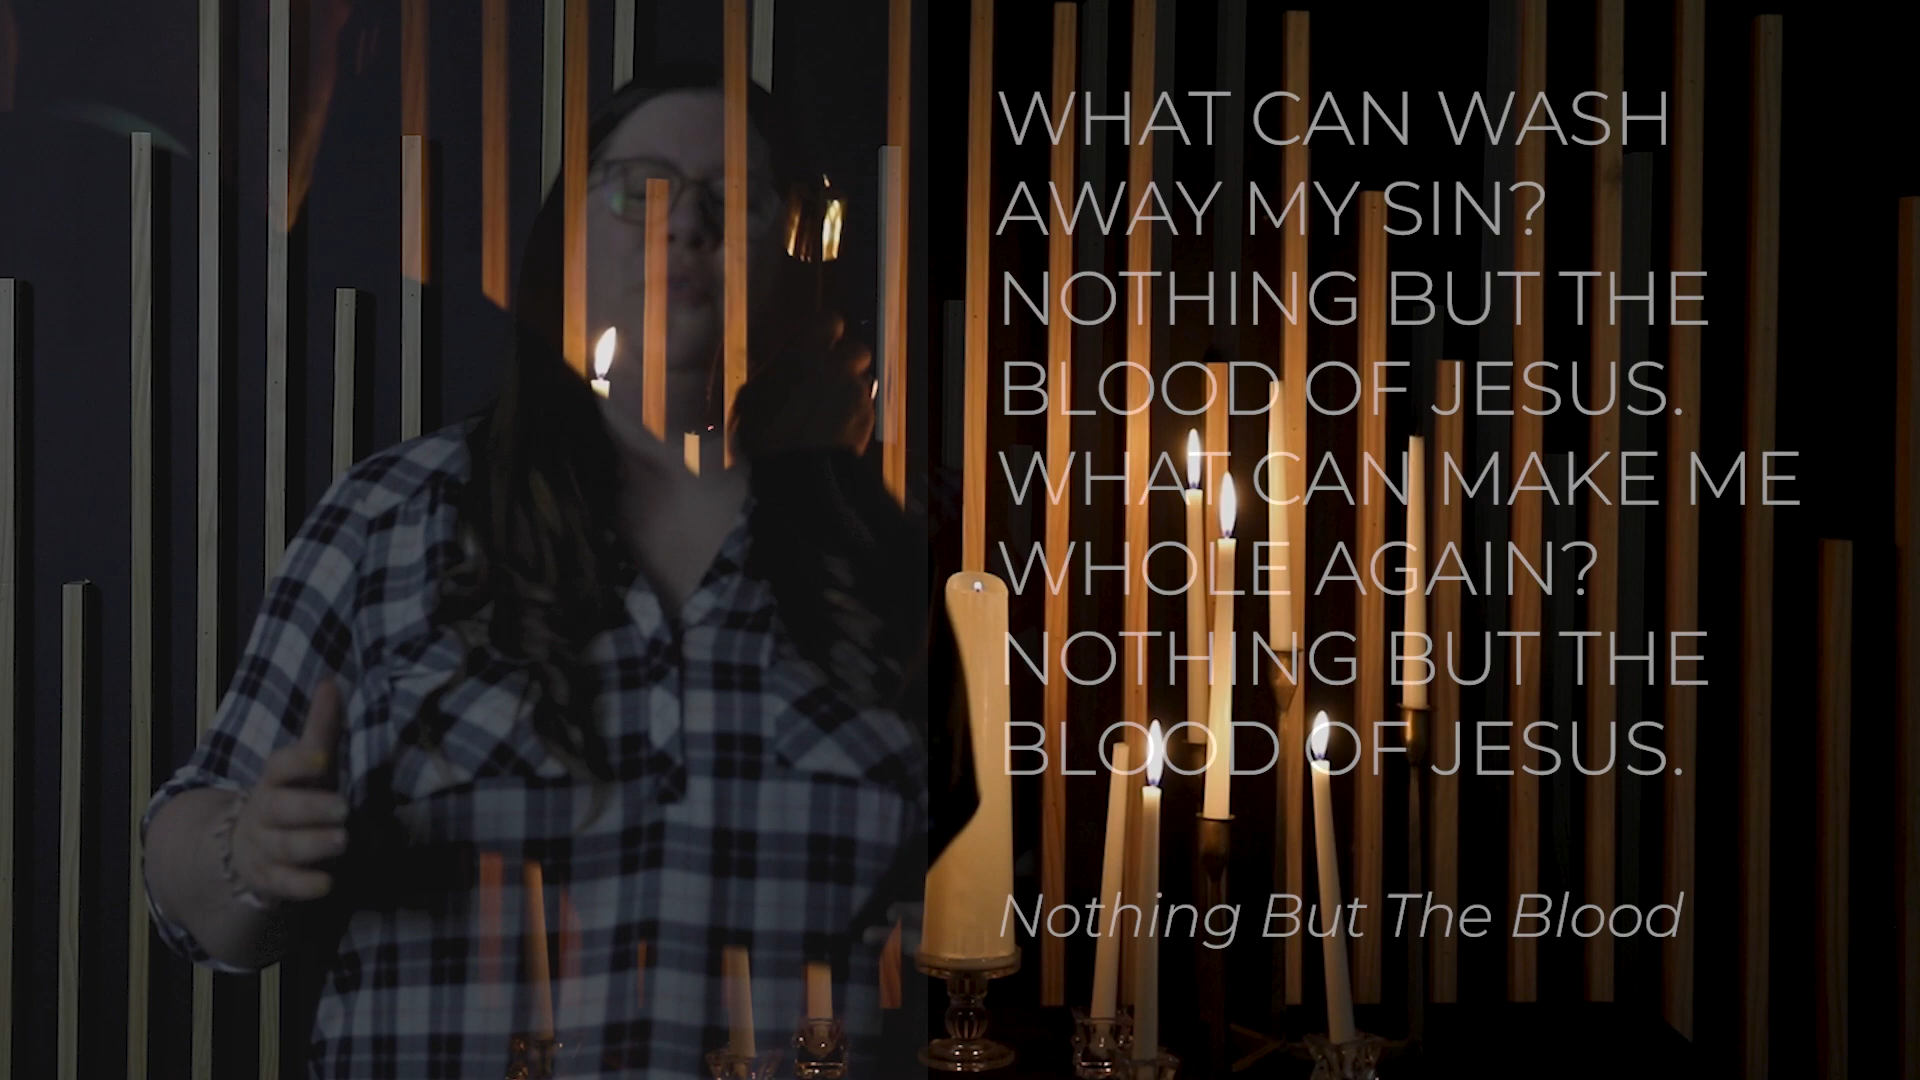 WHAT CAN WASH
AWAY MY SIN?
NOTHING BUT THE
BLOOD OF JESUS.
WHAT CAN MAKE ME
WHOLE AGAIN?
NOTHING BUT THE
BLOOD OF JESUS.
Nothing But The Blood